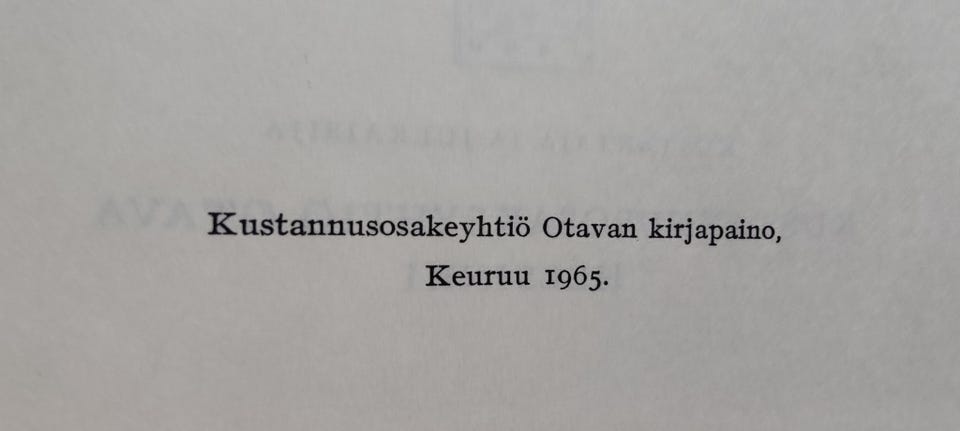 Kustannusosakeyhtiö Otavan kirjapaino,
Keuruu 1965.